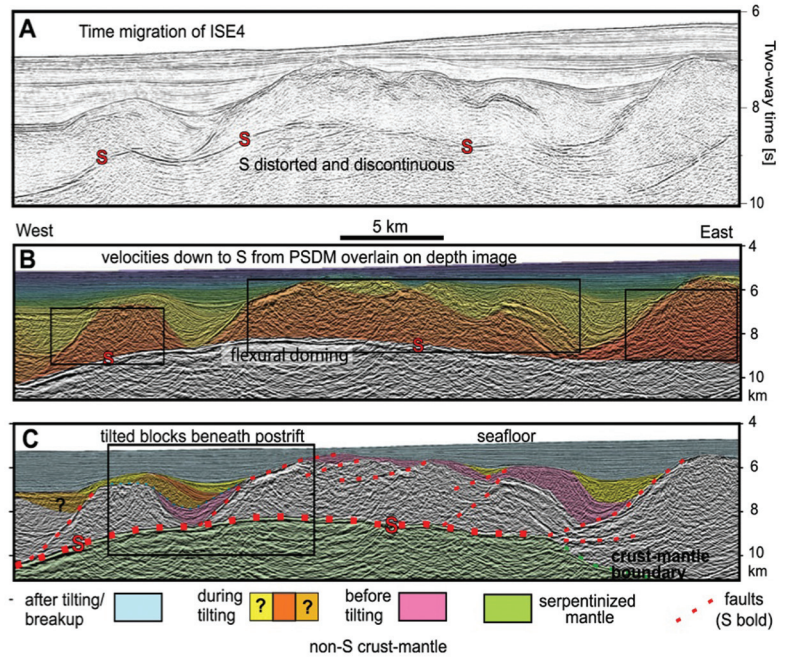 A
Time migration of ISE4
6
8
10
Two-way time [s]
S
S
S
S distorted and discontinuous
West
5 km
East
B
velocities down to S from PSDM overlain on depth image
4
6
8
10
km
S
S
flexural doming
C
tilted blocks beneath postrift
seafloor
4
6
8
10
km
?
S
S
crust-mantle
boundary
- after tilting/
breakup
during
tilting
?
?
before
tilting
serpentinized
mantle
faults
(S bold)
non-S crust-mantle